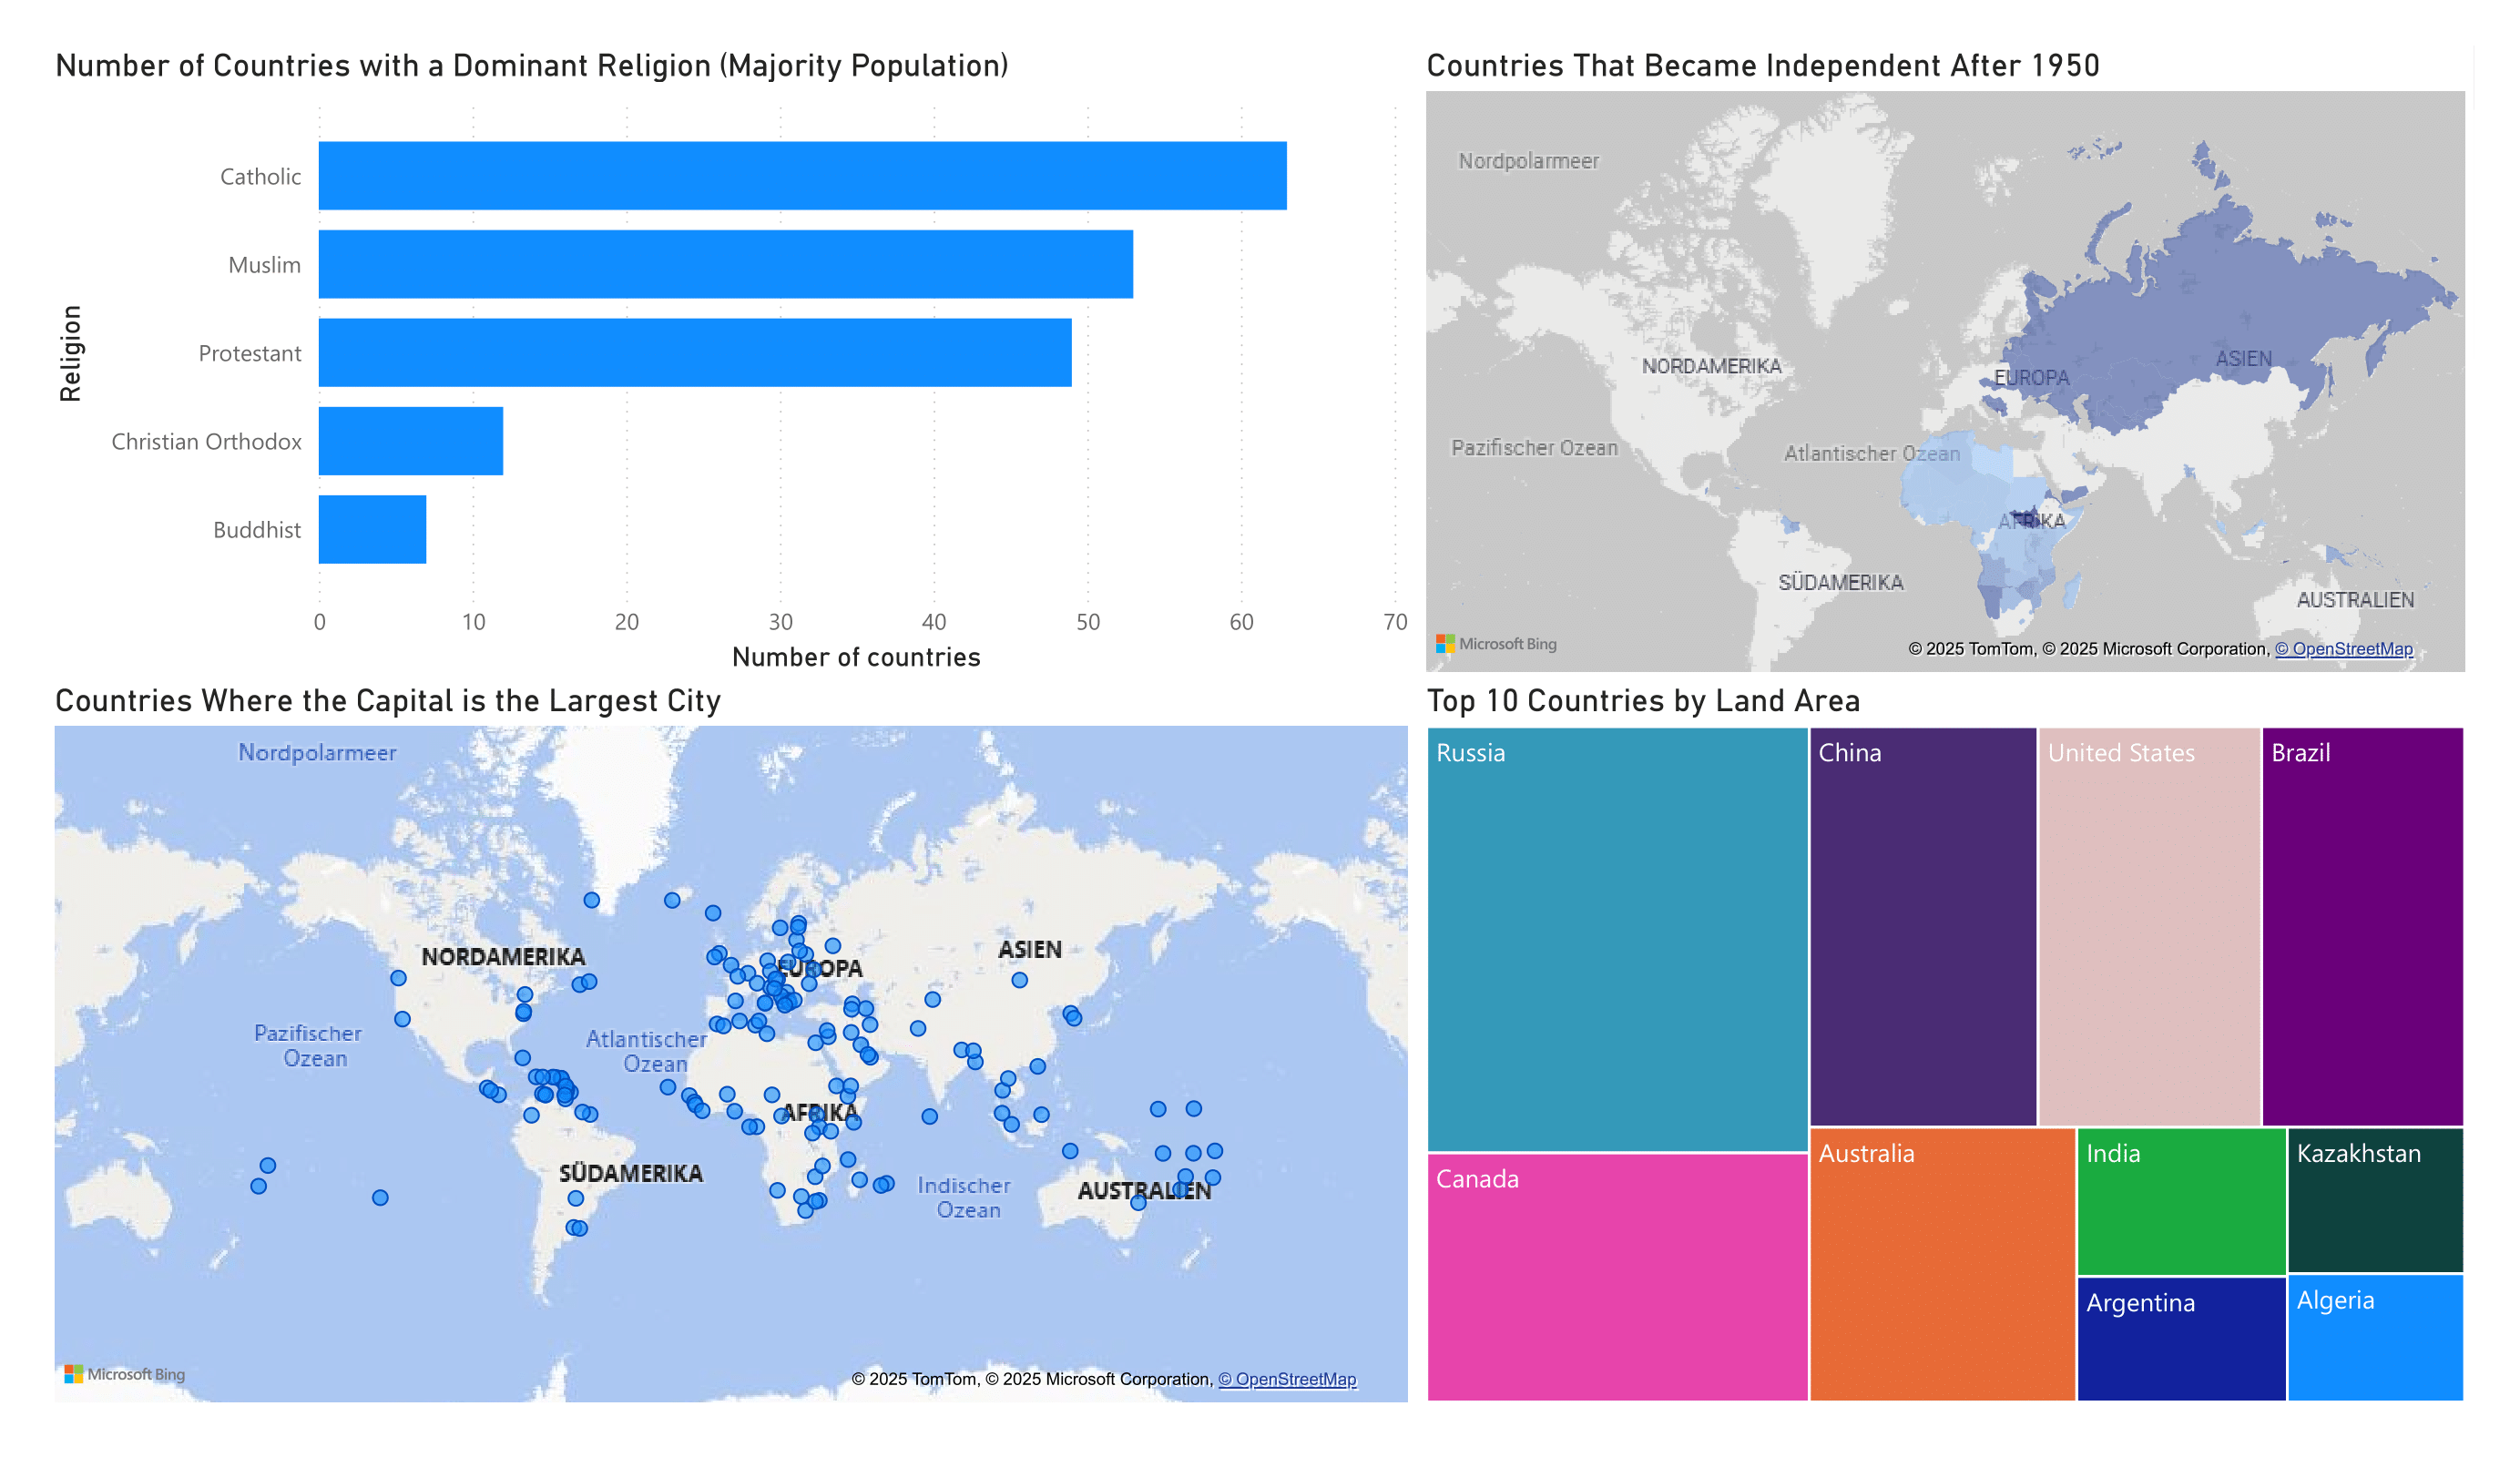 Number of Countries with a Dominant Religion (Majority Population)
Religion
Catholic
Muslim
Protestant
Christian Orthodox
Buddhist
0 10 20 30 40 50 60 70
Number of countries
Countries That Became Independent After 1950
Nordpolarmeer
NORDAMERIKA
ASIEN
EUROPA
Pazifischer Ozean
Atlantischer Ozean
AFRIKA
SÜDAMERIKA
AUSTRALIEN
Microsoft Bing
© 2025 TomTom, © 2025 Microsoft Corporation, © OpenStreetMap
Countries Where the Capital is the Largest City
Nordpolarmeer
NORDAMERIKA
ASIEN
EUROPA
Pazifischer
Ozean
Atlantischer
Ozean
AFRIKA
SÜDAMERIKA
Indischer
Ozean
AUSTRALIEN
Microsoft Bing
© 2025 TomTom, © 2025 Microsoft Corporation, © OpenStreetMap
Top 10 Countries by Land Area
Russia
China
United States
Brazil
Canada
Australia
India
Kazakhstan
Argentina
Algeria